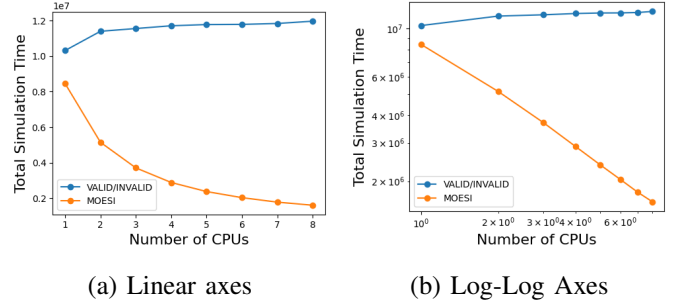 1e7
1.2
1.0
0.8
0.6
0.4
0.2
Total Simulation Time
VALID/INVALID
MOESI
1 2 3 4 5 6 7 8
Number of CPUs
(a) Linear axes
10⁷
6 × 10⁶
4 × 10⁶
3 × 10⁶
2 × 10⁶
Total Simulation Time
VALID/INVALID
MOESI
10⁰ 2 × 10⁰ 3 × 10⁰ 4 × 10⁰ 6 × 10⁰
Number of CPUs
(b) Log-Log Axes